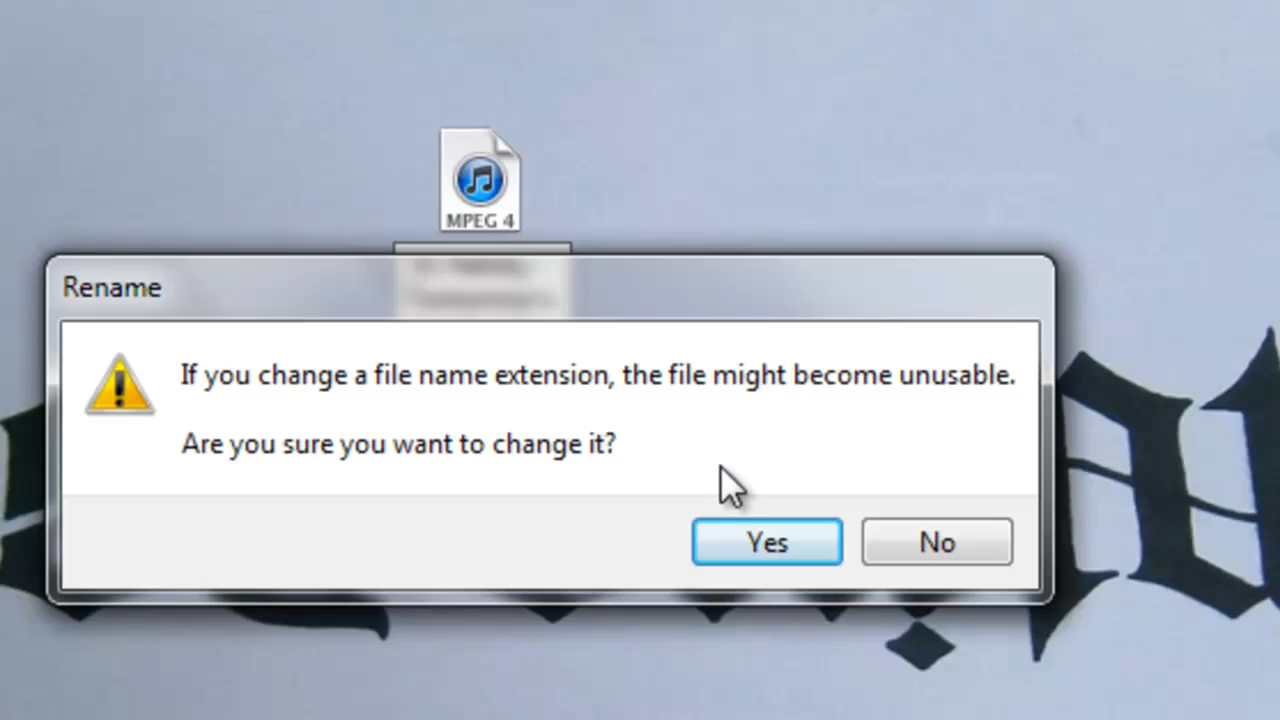 MPEG 4
Rename
If you change a file name extension, the file might become unusable.
Are you sure you want to change it?
Yes
No